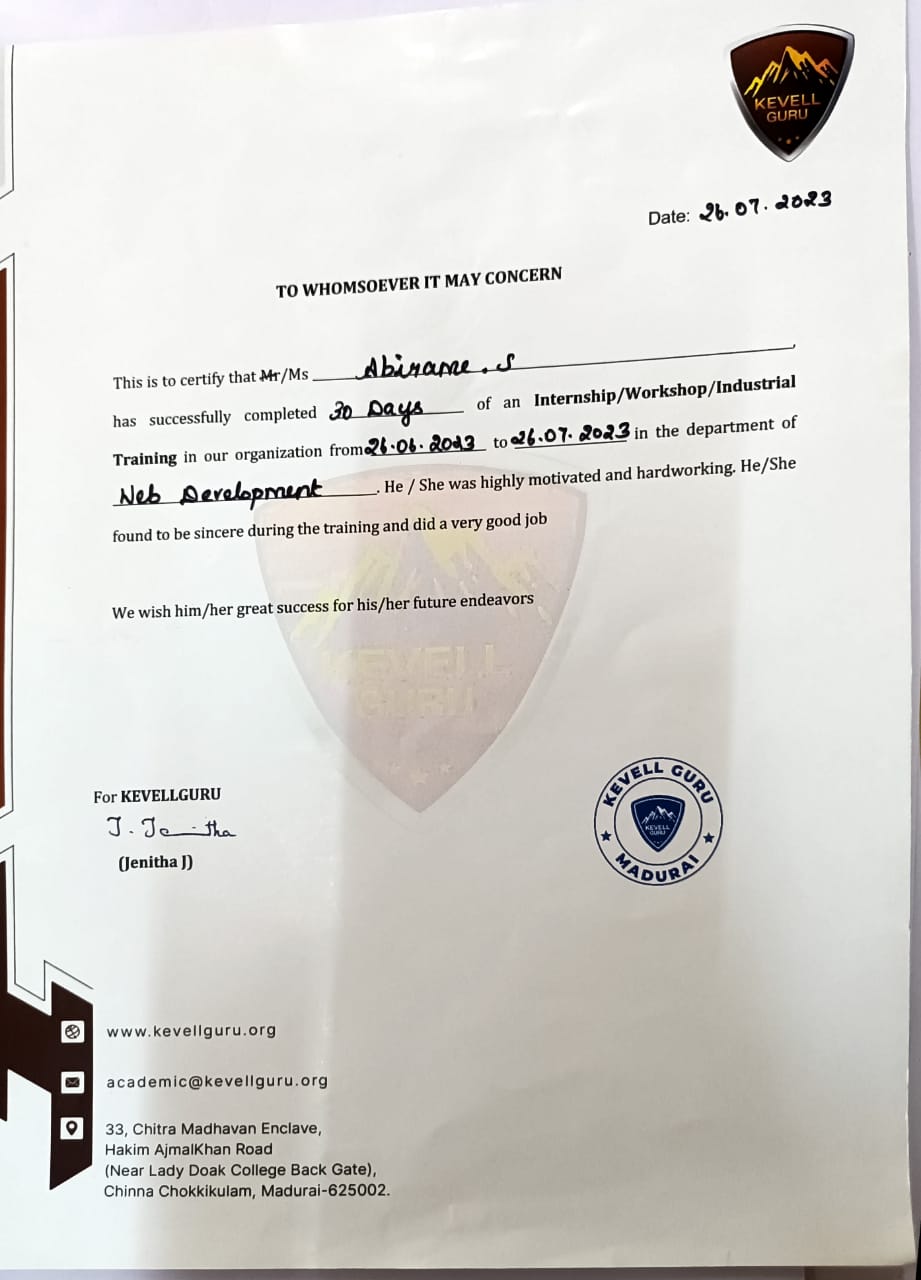 KEVELL
GURU
Date: 26.07.2023
TO WHOMSOEVER IT MAY CONCERN
This is to certify that Mr/Ms Abirame.S
has successfully completed 30 Days of an Internship/Workshop/Industrial
Training in our organization from 26.06.2023 to 26.07.2023 in the department of
Web Development. He / She was highly motivated and hardworking. He/She
found to be sincere during the training and did a very good job
We wish him/her great success for his/her future endeavors
KEVELL
GURU
For KEVELLGURU
J. Jenitha
(Jenitha J)
KEVELL GURU
KEVELL
GURU
MADURAI
www.kevellguru.org
academic@kevellguru.org
33, Chitra Madhavan Enclave,
Hakim AjmalKhan Road
(Near Lady Doak College Back Gate),
Chinna Chokkikulam, Madurai-625002.